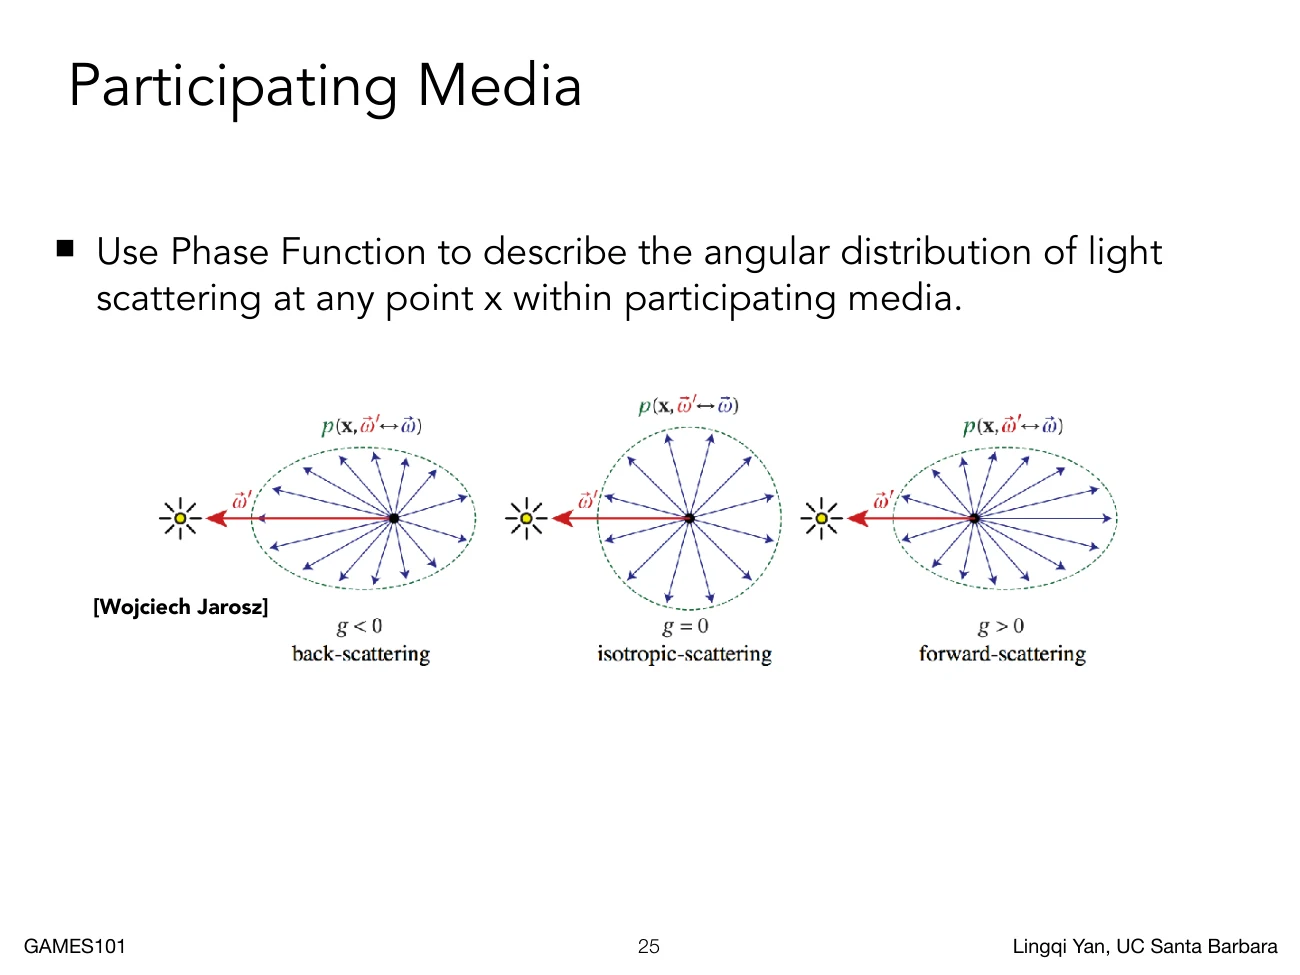 Participating Media
■ Use Phase Function to describe the angular distribution of light
scattering at any point x within participating media.
p(x, ω⃗′↔ω⃗)
p(x, ω⃗′↔ω⃗)
p(x, ω⃗′↔ω⃗)
ω⃗′
ω⃗′
ω⃗′
[Wojciech Jarosz]
g < 0
back-scattering
g = 0
isotropic-scattering
g > 0
forward-scattering
GAMES101
25
Lingqi Yan, UC Santa Barbara